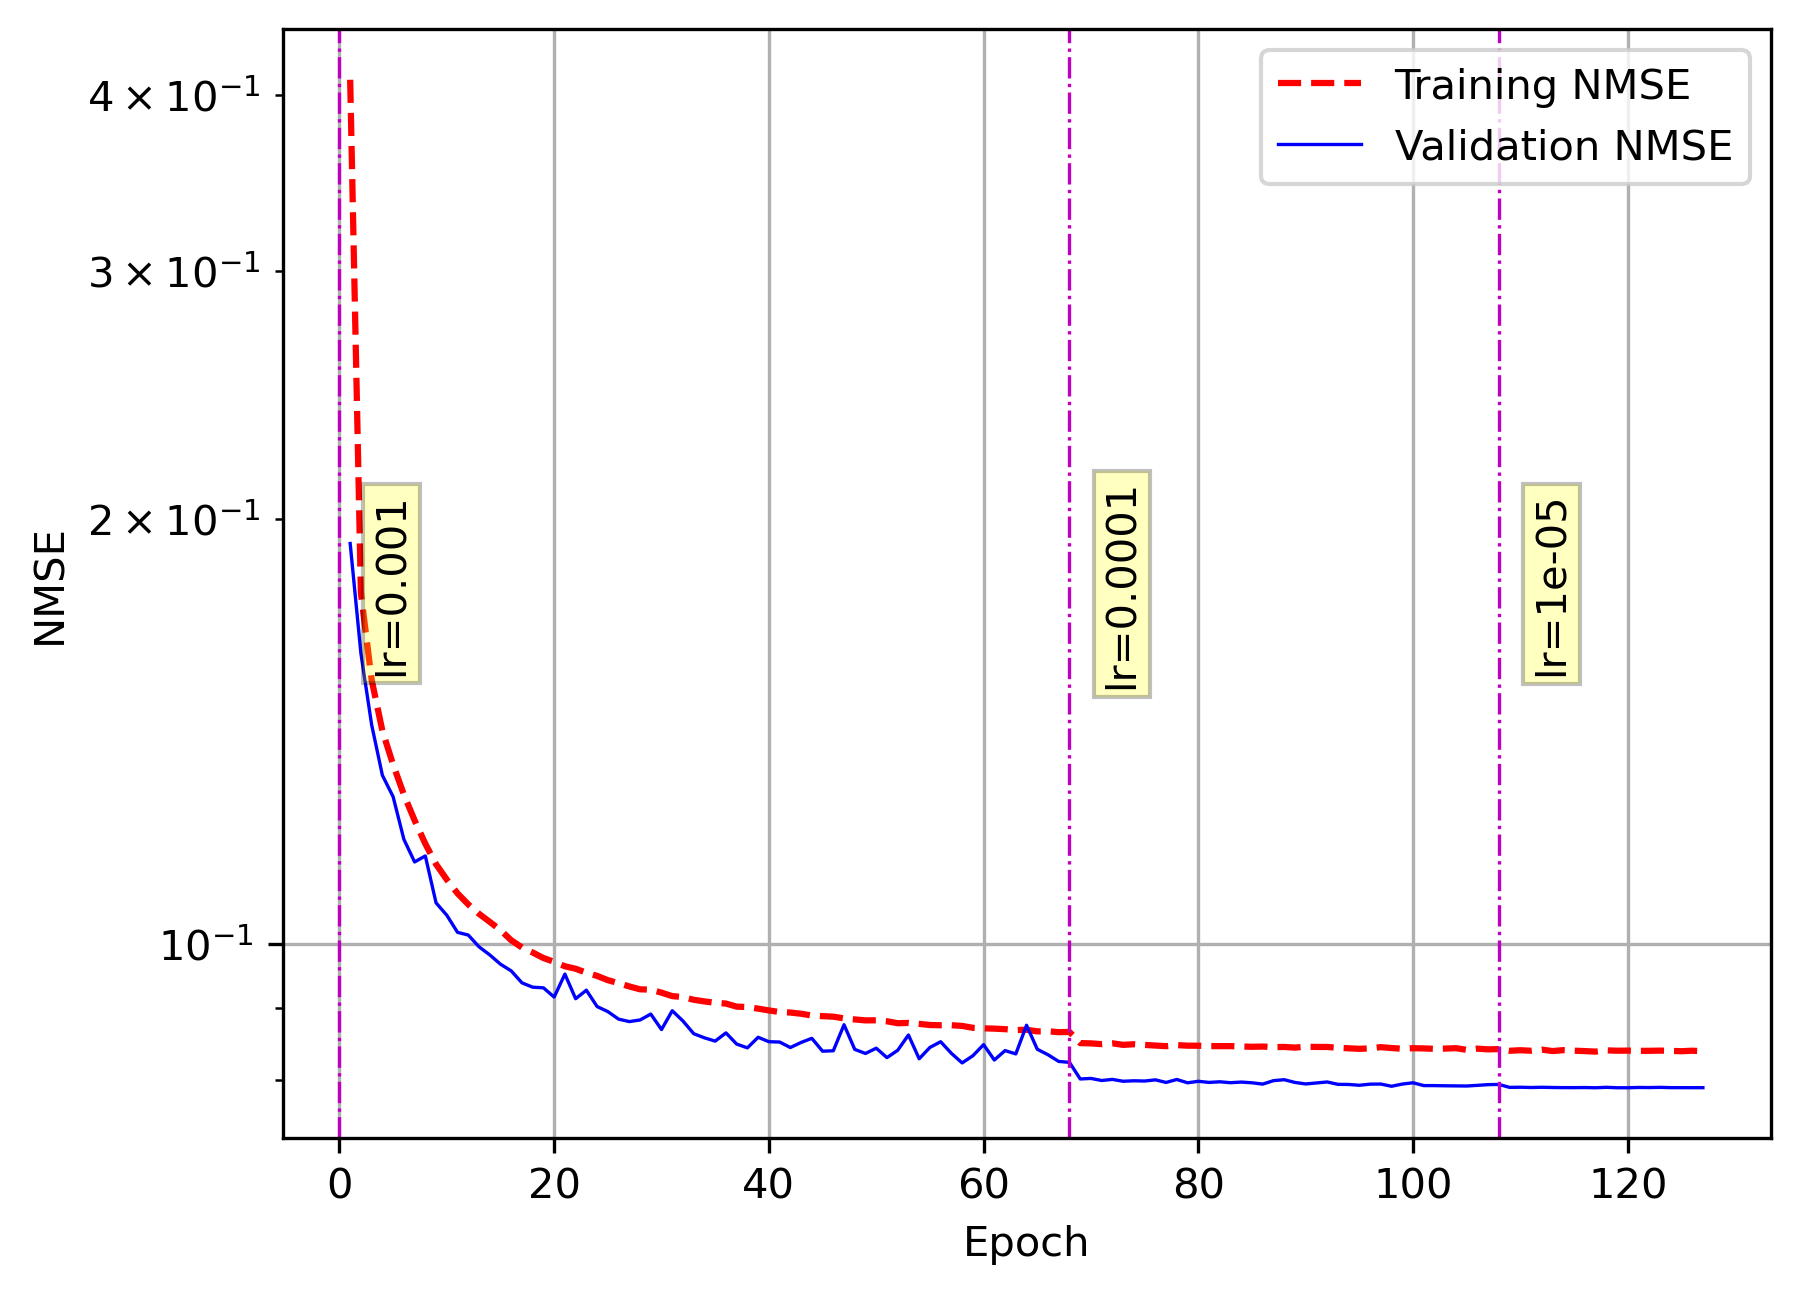 Training NMSE
Validation NMSE
4 × 10⁻¹
3 × 10⁻¹
2 × 10⁻¹
10⁻¹
NMSE
lr=0.001
lr=0.0001
lr=1e-05
0 20 40 60 80 100 120
Epoch